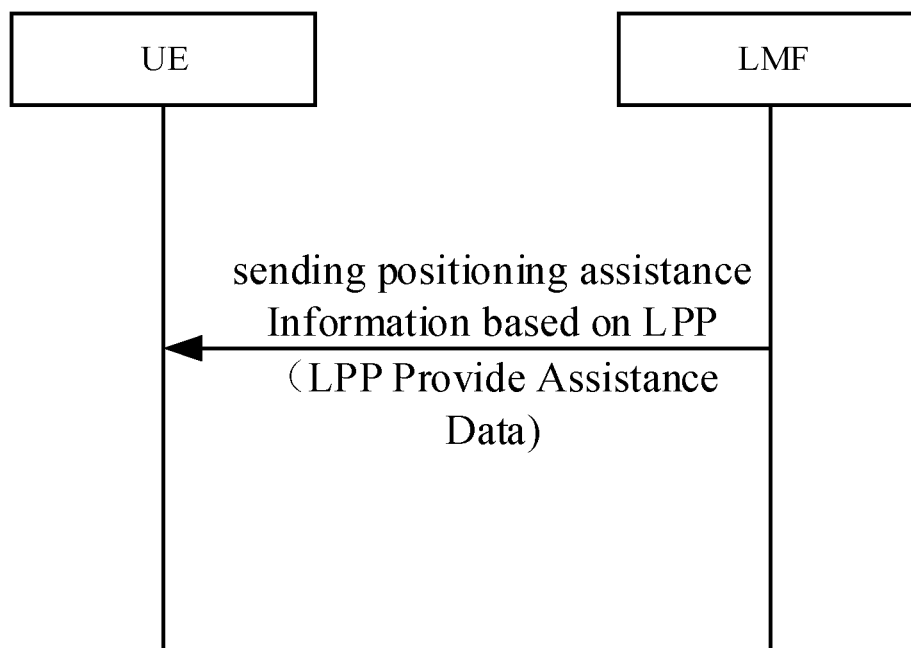 UE
LMF
sending positioning assistance
Information based on LPP
（LPP Provide Assistance
Data)